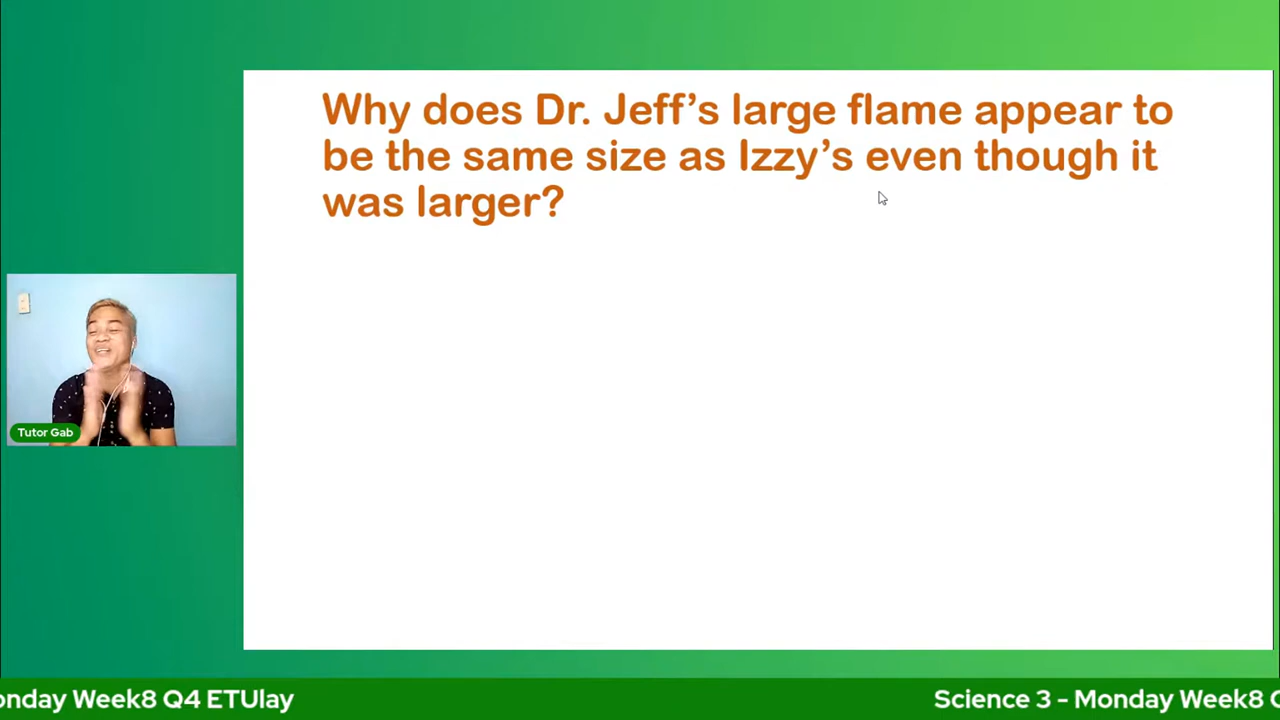 Why does Dr. Jeff's large flame appear to
be the same size as Izzy's even though it
was larger?
Tutor Gab
onday Week8 Q4 ETUlay
Science 3 - Monday Week8